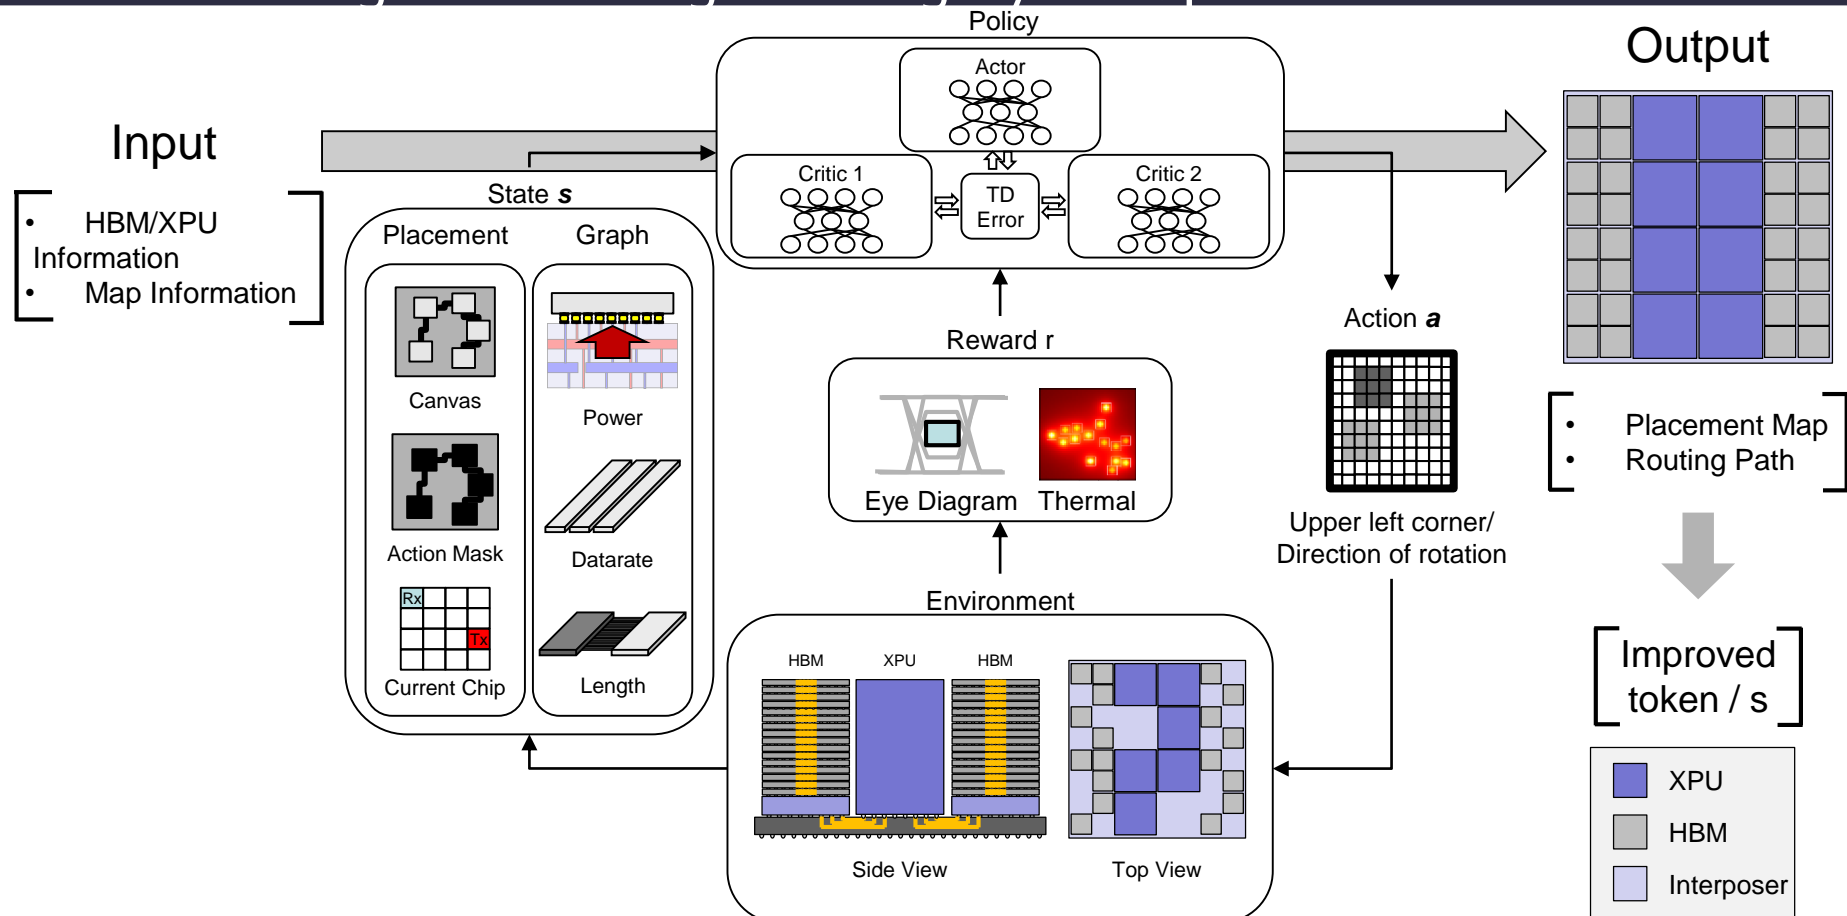 Policy
Actor
Critic 1
TD
Error
Critic 2
Input
• HBM/XPU
Information
• Map Information
State s
Placement
Graph
Canvas
Action Mask
Rx
Tx
Current Chip
Power
Datarate
Length
Reward r
Eye Diagram
Thermal
Environment
HBM
XPU
HBM
Side View
Top View
Action a
Upper left corner/
Direction of rotation
Output
• Placement Map
• Routing Path
Improved
token / s
XPU
HBM
Interposer